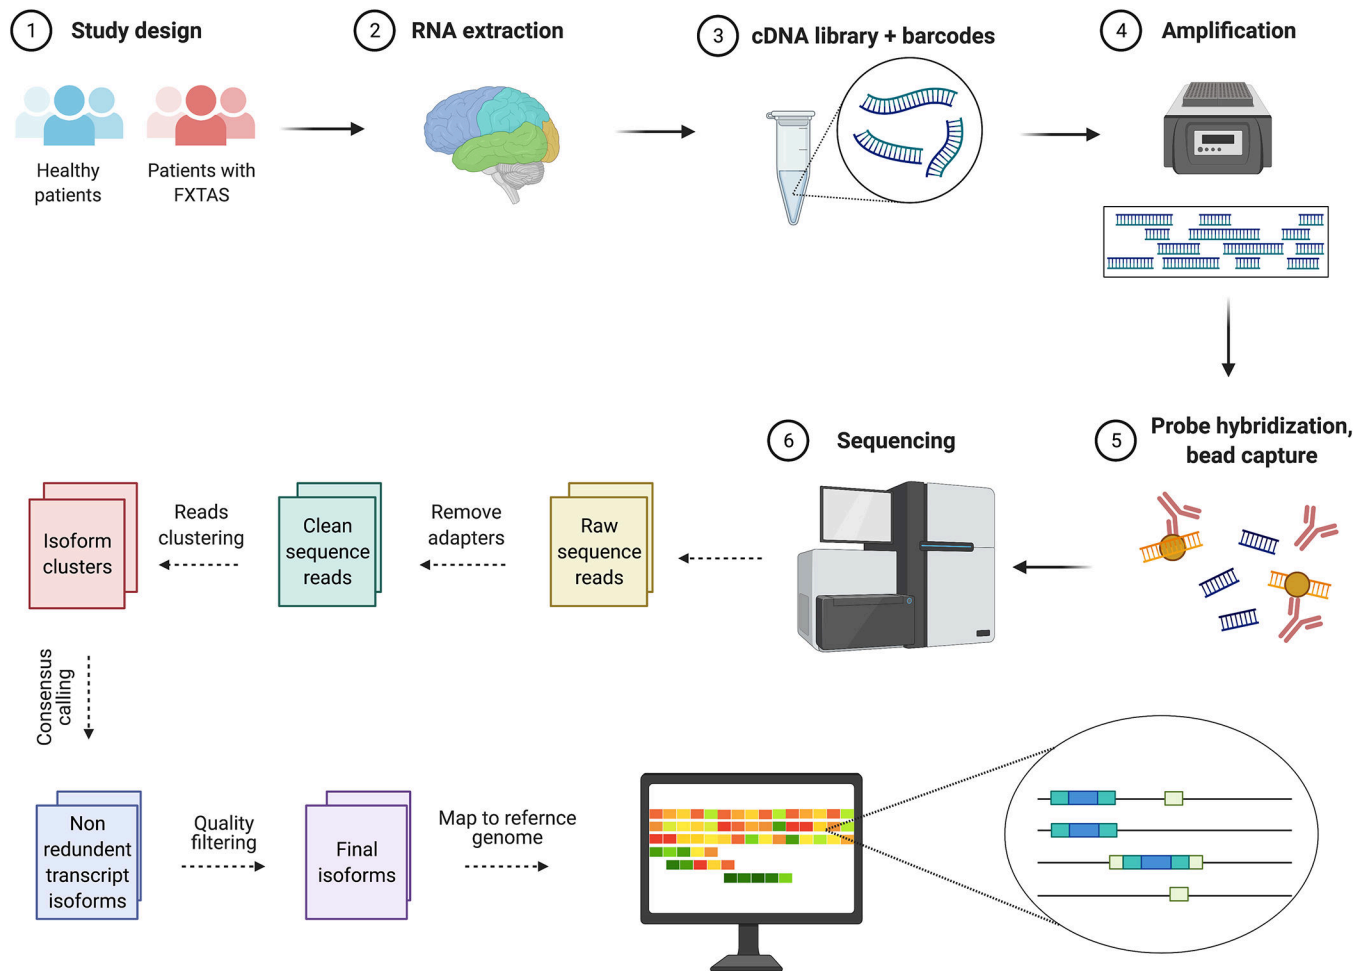 1 Study design
Healthy
patients
Patients with
FXTAS
2 RNA extraction
3 cDNA library + barcodes
4 Amplification
5 Probe hybridization,
bead capture
6 Sequencing
Raw
sequence
reads
Remove
adapters
Clean
sequence
reads
Reads
clustering
Isoform
clusters
Consensus
calling
Non
redundent
transcript
isoforms
Quality
filtering
Final
isoforms
Map to refernce
genome